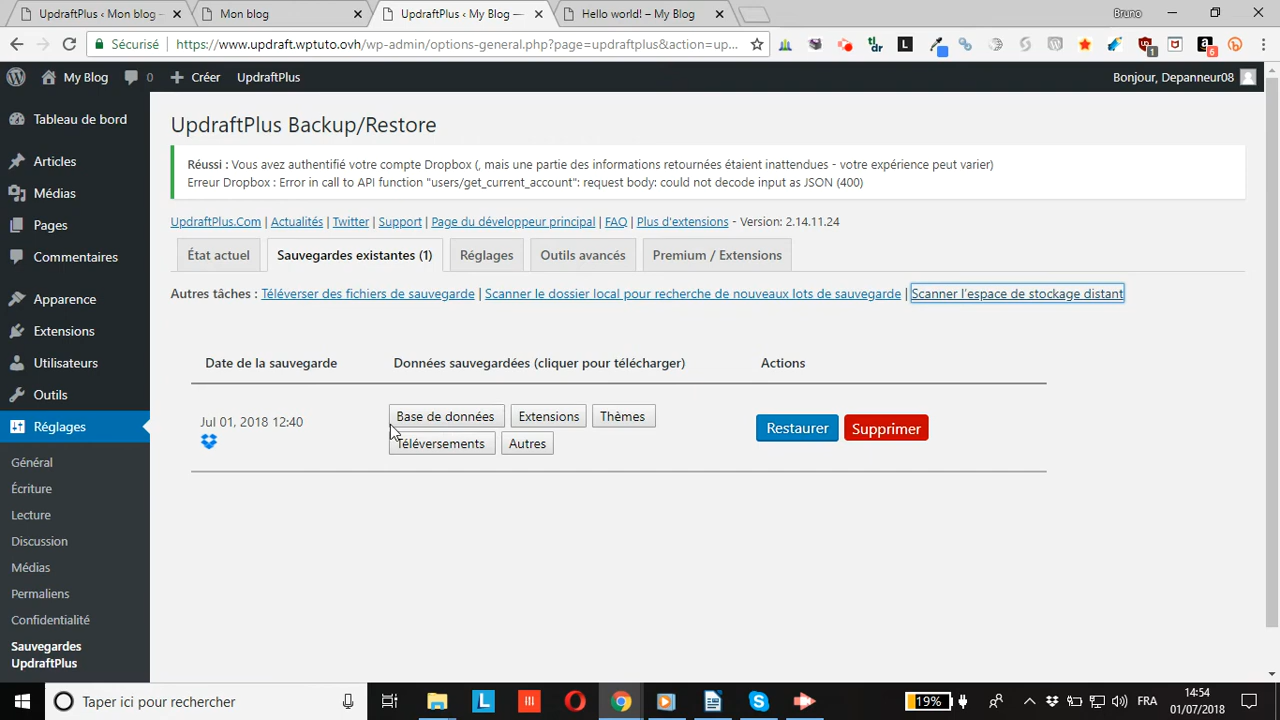 UpdraftPlus ‹ Mon blog –
Mon blog
UpdraftPlus ‹ My Blog —
Hello world! – My Blog
Bruno
Sécurisé
https://www.updraft.wptuto.ovh/wp-admin/options-general.php?page=updraftplus&action=up...
1
6
My Blog
0
Créer
UpdraftPlus
Bonjour, Depanneur08
Tableau de bord
Articles
Médias
Pages
Commentaires
Apparence
Extensions
Utilisateurs
Outils
Réglages
Général
Écriture
Lecture
Discussion
Médias
Permaliens
Confidentialité
Sauvegardes
UpdraftPlus
UpdraftPlus Backup/Restore
Réussi : Vous avez authentifié votre compte Dropbox (, mais une partie des informations retournées étaient inattendues - votre expérience peut varier)
Erreur Dropbox : Error in call to API function "users/get_current_account": request body: could not decode input as JSON (400)
UpdraftPlus.Com | Actualités | Twitter | Support | Page du développeur principal | FAQ | Plus d'extensions - Version: 2.14.11.24
État actuel
Sauvegardes existantes (1)
Réglages
Outils avancés
Premium / Extensions
Autres tâches : Téléverser des fichiers de sauvegarde | Scanner le dossier local pour recherche de nouveaux lots de sauvegarde | Scanner l'espace de stockage distant
Date de la sauvegarde
Données sauvegardées (cliquer pour télécharger)
Actions
Jul 01, 2018 12:40
Base de données
Extensions
Thèmes
Téléversements
Autres
Restaurer
Supprimer
Taper ici pour rechercher
19%
FRA
14:54
01/07/2018